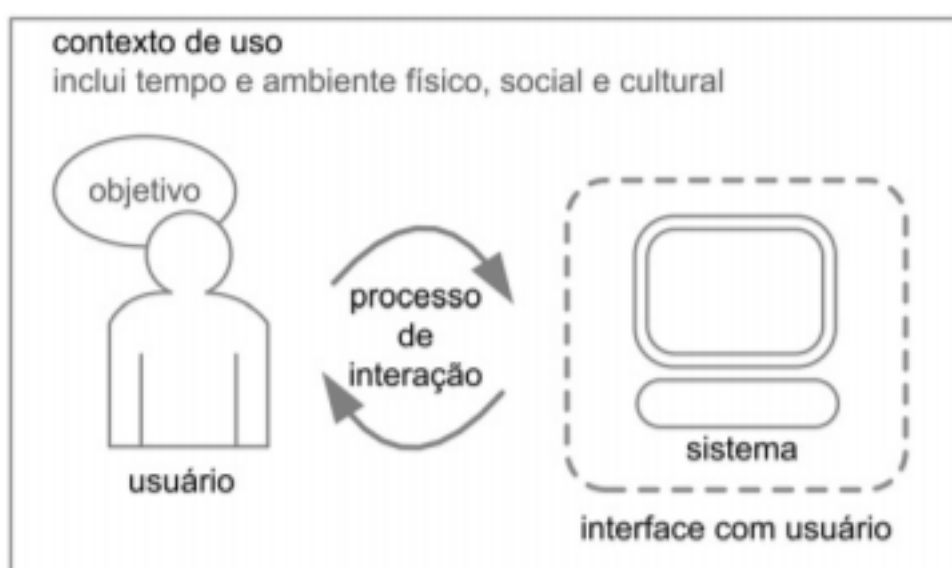 contexto de uso
inclui tempo e ambiente físico, social e cultural
objetivo
processo
de
interação
usuário
sistema
interface com usuário